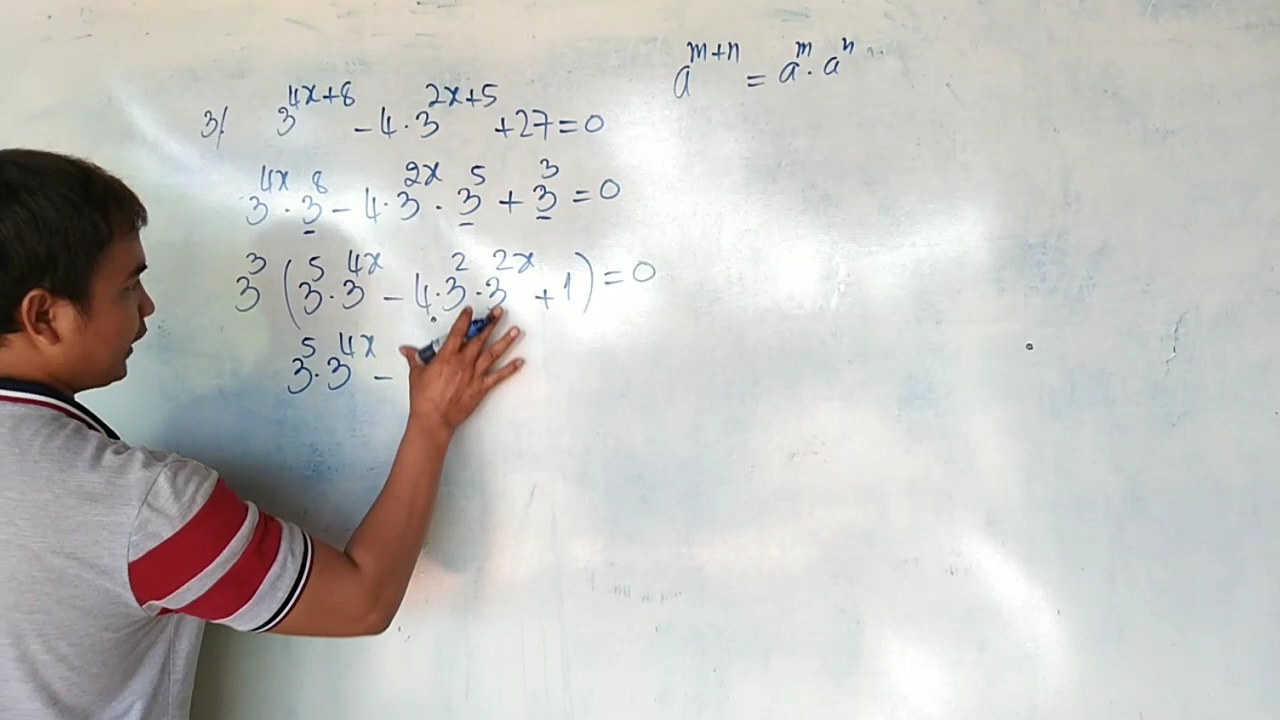 a^{m+n} = a^m · a^n
3/ 3^{4x+8} - 4 · 3^{2x+5} + 27 = 0
3^{4x} · 3^8 - 4 · 3^{2x} · 3^5 + 3^3 = 0
3^3 (3^5 · 3^{4x} - 4 · 3^2 · 3^{2x} + 1) = 0
3^5 · 3^{4x} -